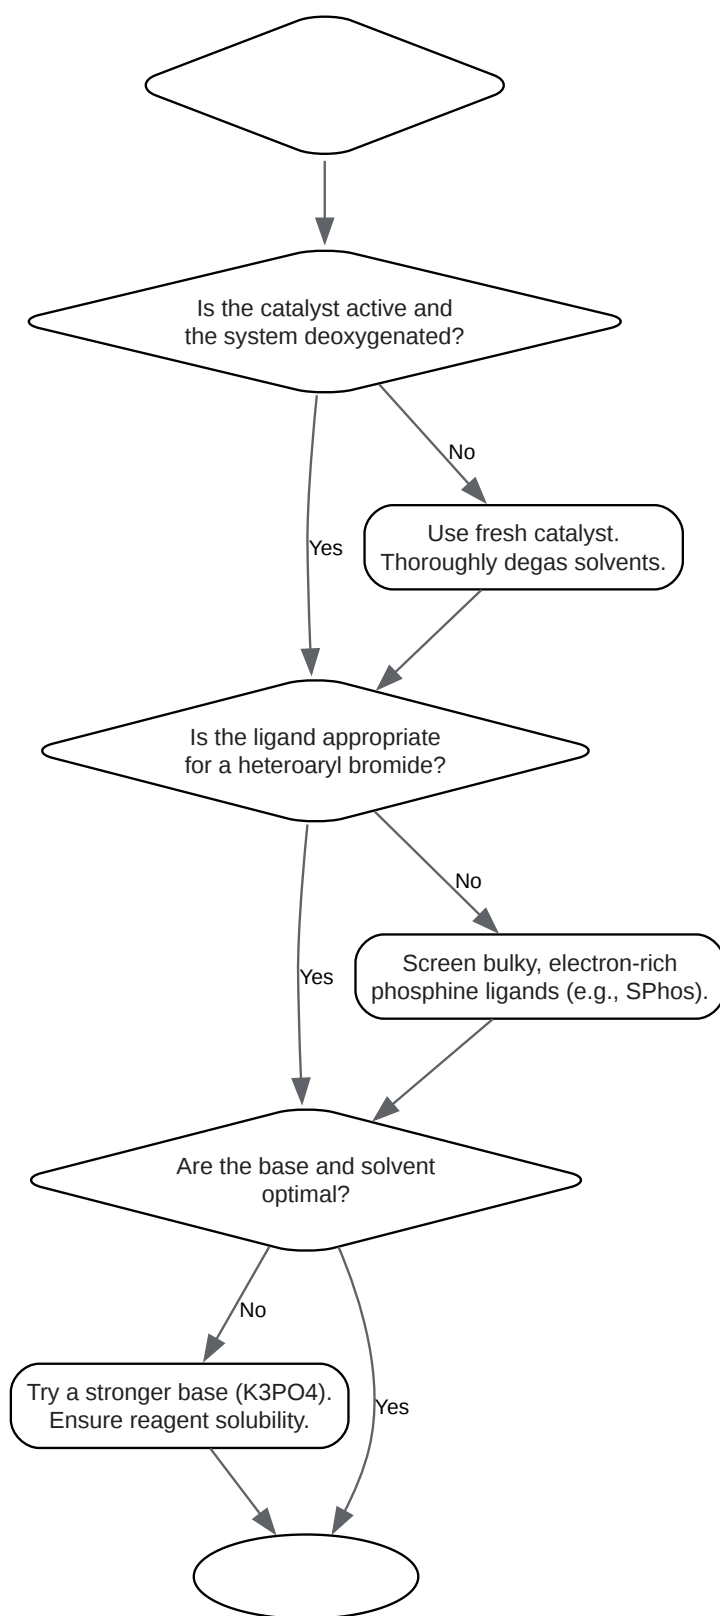 Is the catalyst active and
the system deoxygenated?
No
Use fresh catalyst.
Thoroughly degas solvents.
Yes
Is the ligand appropriate
for a heteroaryl bromide?
No
Screen bulky, electron-rich
phosphine ligands (e.g., SPhos).
Yes
Are the base and solvent
optimal?
No
Try a stronger base (K3PO4).
Ensure reagent solubility.
Yes